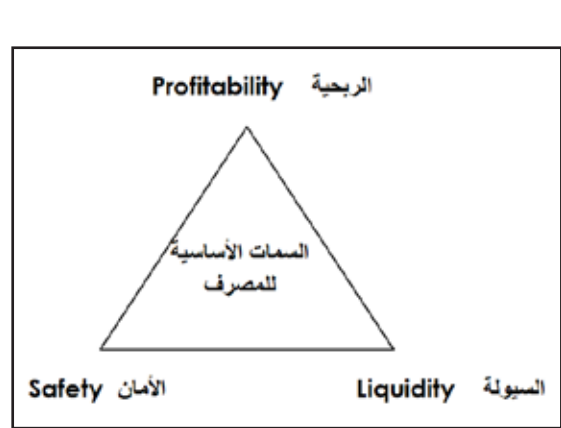 Profitability الربحية
السمات الأساسية
للمصرف
Safety الأمان
Liquidity السيولة